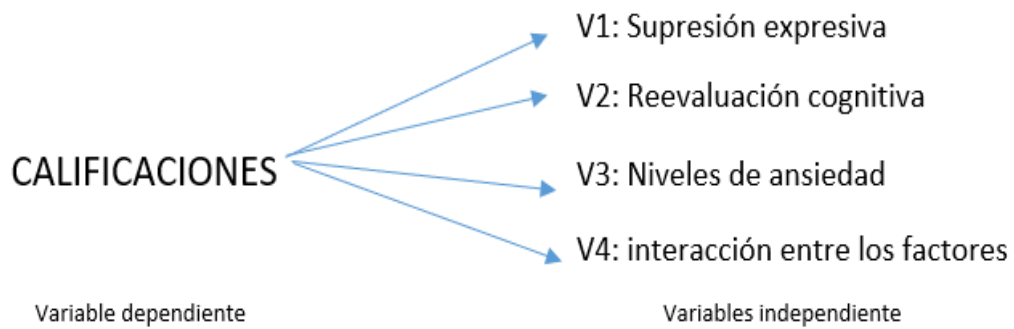 V1: Supresión expresiva
V2: Reevaluación cognitiva
CALIFICACIONES
V3: Niveles de ansiedad
V4: interacción entre los factores
Variable dependiente
Variables independiente